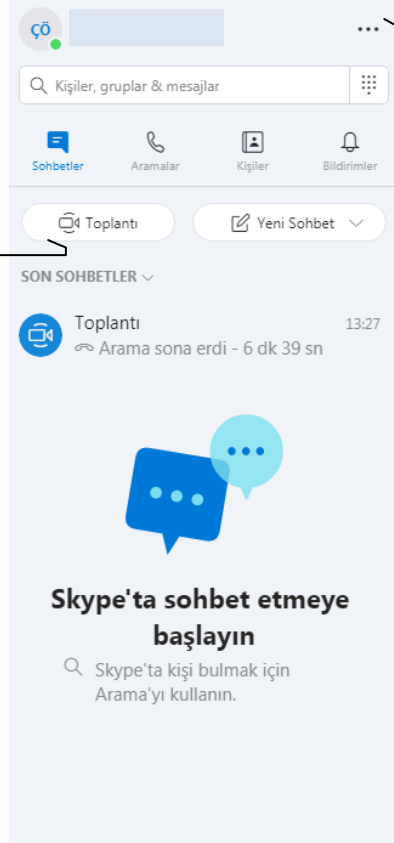 ÇÖ
Kişiler, gruplar & mesajlar
Sohbetler Aramalar Kişiler Bildirimler
Toplantı Yeni Sohbet
SON SOHBETLER
Toplantı 13:27
Arama sona erdi - 6 dk 39 sn
Skype'ta sohbet etmeye
başlayın
Skype'ta kişi bulmak için
Arama'yı kullanın.